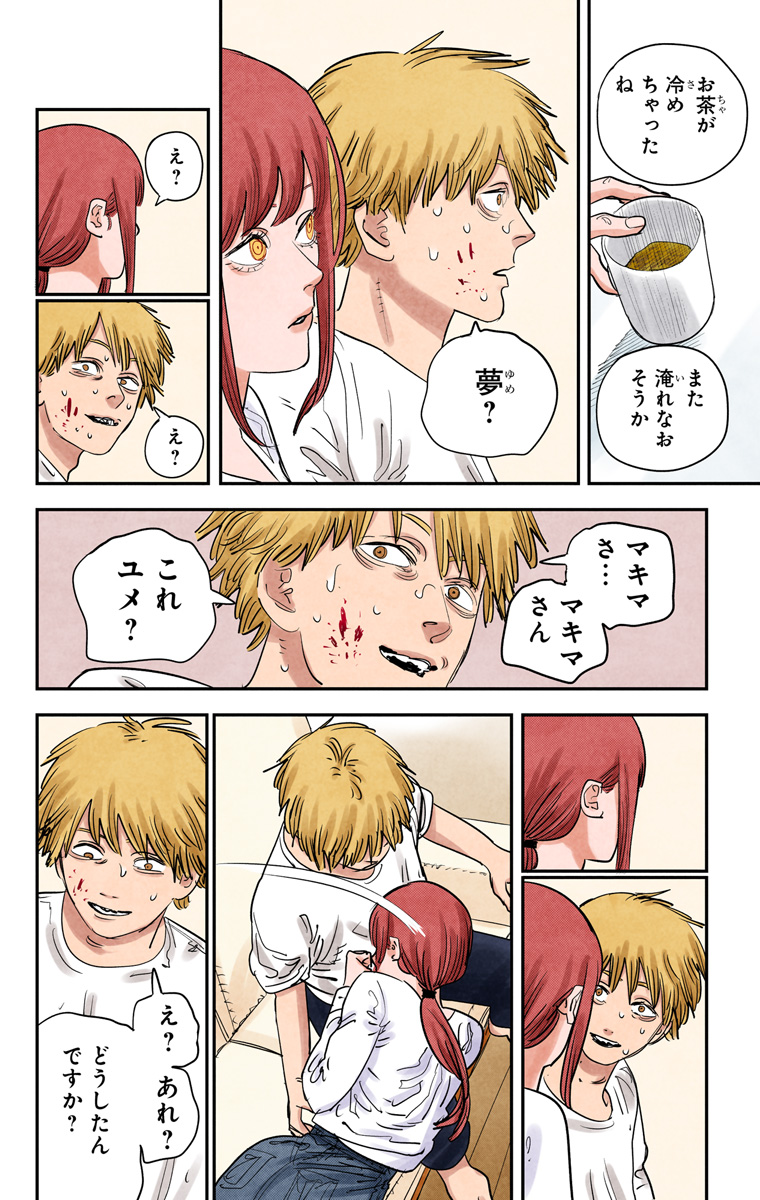 お茶が
冷め
ちゃった
ね
また
淹れなお
そうか
夢?
え?
え?
マキマ
さ…
マキマ
さん
これ
ユメ?
え? あれ?
どうしたん
ですか?